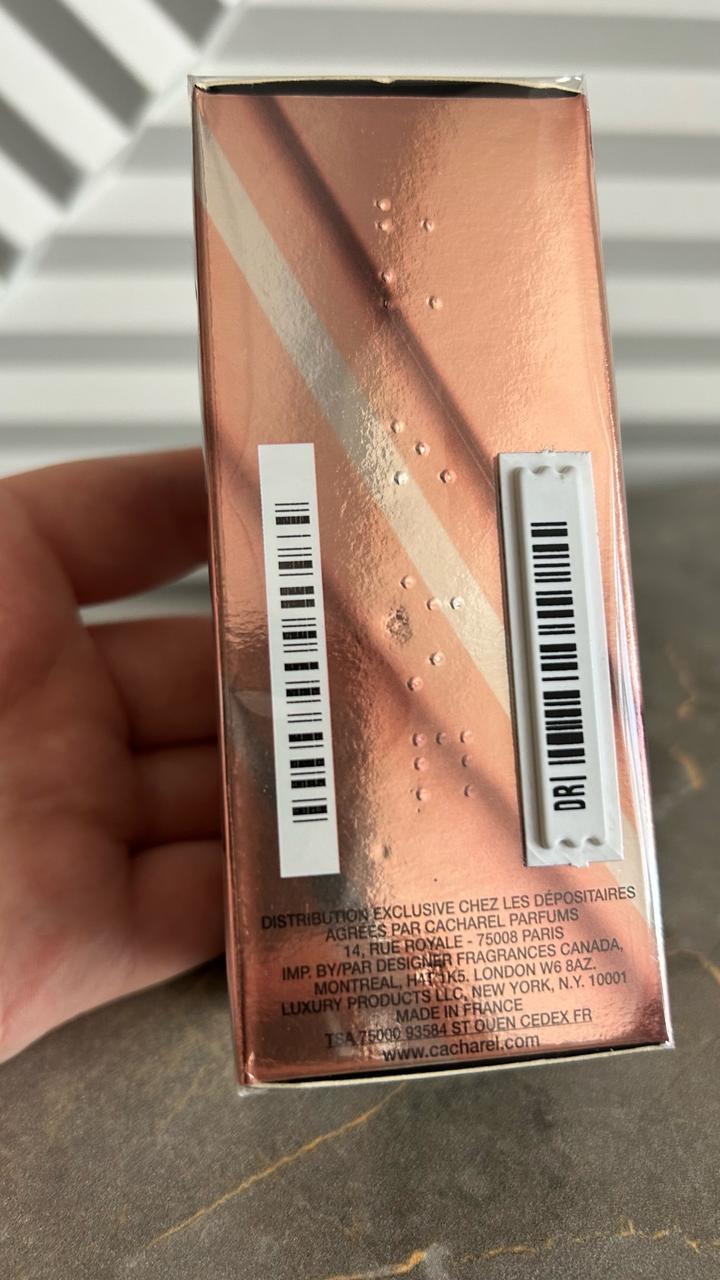 DRI
DISTRIBUTION EXCLUSIVE CHEZ LES DÉPOSITAIRES
AGRÉÉS PAR CACHAREL PARFUMS
14, RUE ROYALE - 75008 PARIS
IMP. BY/PAR DESIGNER FRAGRANCES CANADA,
MONTREAL, H4T 1K5. LONDON W6 8AZ.
LUXURY PRODUCTS LLC, NEW YORK, N.Y. 10001
MADE IN FRANCE
TSA 75000 93584 ST OUEN CEDEX FR
www.cacharel.com